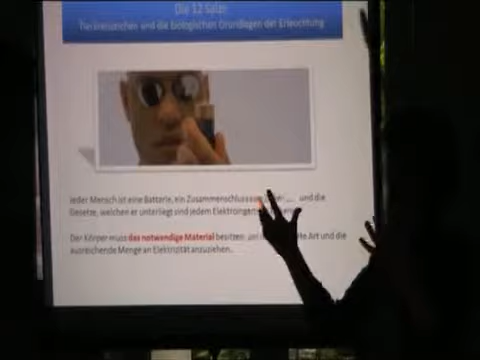 Die 12 Salze
und die biologischen Grundlagen der Erleuchtung
Jeder Mensch ist eine Batterie, ein Zusammenschluss und die
Gesetze, welchen er unterliegt sind jedem Elektroinge
Der Körper muss das notwendige Material besitzen, Art und die
ausreichende Menge an Elektrizität anzuziehen.